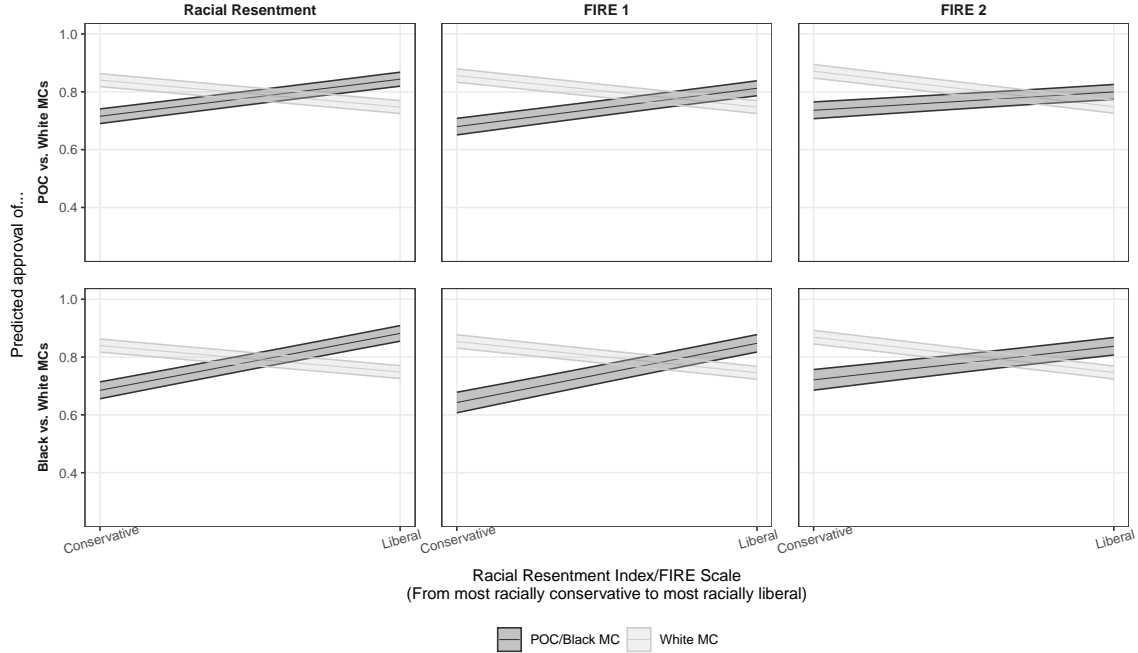 Racial Resentment
FIRE 1
FIRE 2
Predicted approval of...
POC vs. White MCs
1.0
0.8
0.6
0.4
Black vs. White MCs
1.0
0.8
0.6
0.4
Conservative
Liberal
Conservative
Liberal
Conservative
Liberal
Racial Resentment Index/FIRE Scale
(From most racially conservative to most racially liberal)
POC/Black MC
White MC